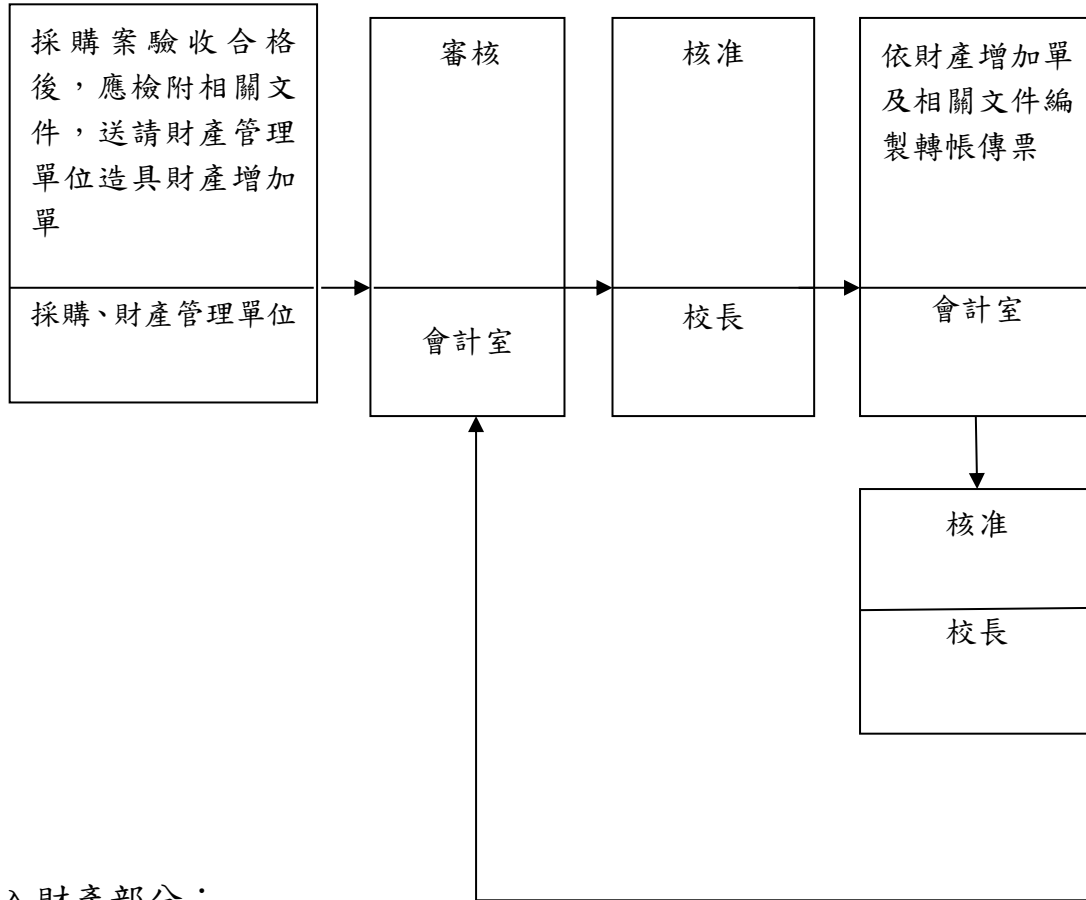 採購案驗收合格
後，應檢附相關文
件，送請財產管理
單位造具財產增加
單
採購、財產管理單位
審核
會計室
核准
校長
依財產增加單
及相關文件編
製轉帳傳票
會計室
核准
校長
財產部分：